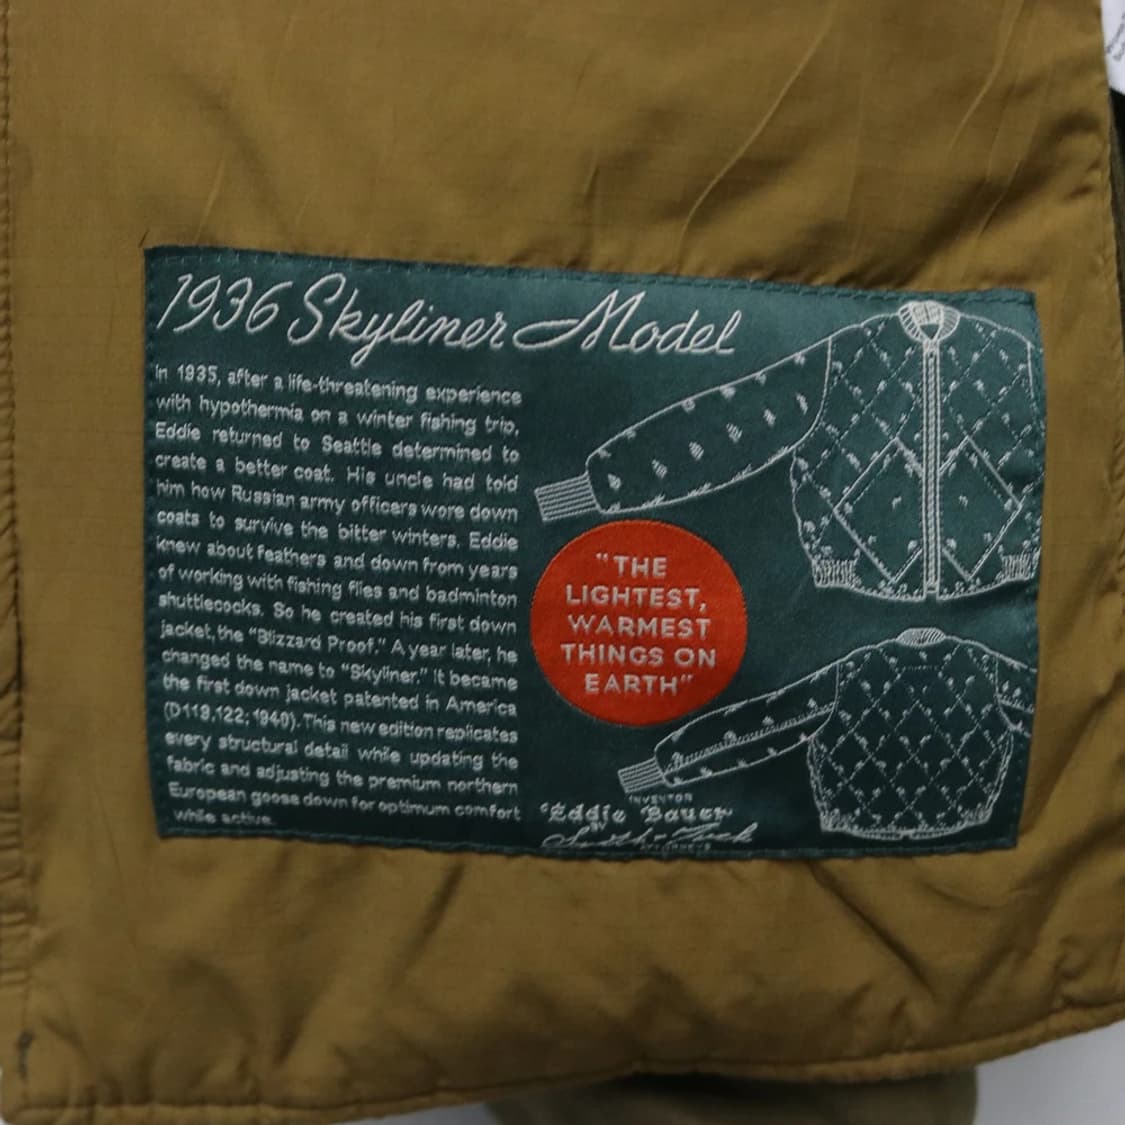 1936 Skyliner Model
In 1935, after a life-threatening experience
with hypothermia on a winter fishing trip,
Eddie returned to Seattle determined to
create a better coat. His uncle had told
him how Russian army officers wore down
coats to survive the bitter winters. Eddie
knew about feathers and down from years
of working with fishing flies and badminton
shuttlecocks. So he created his first down
jacket, the "Blizzard Proof." A year later, he
changed the name to "Skyliner." It became
the first down jacket patented in America
(D119,122; 1940). This new edition replicates
every structural detail while updating the
fabric and adjusting the premium northern
European goose down for optimum comfort
while active.
"THE
LIGHTEST,
WARMEST
THINGS ON
EARTH"
INVENTOR
Eddie Bauer
BY
ATTORNEYS